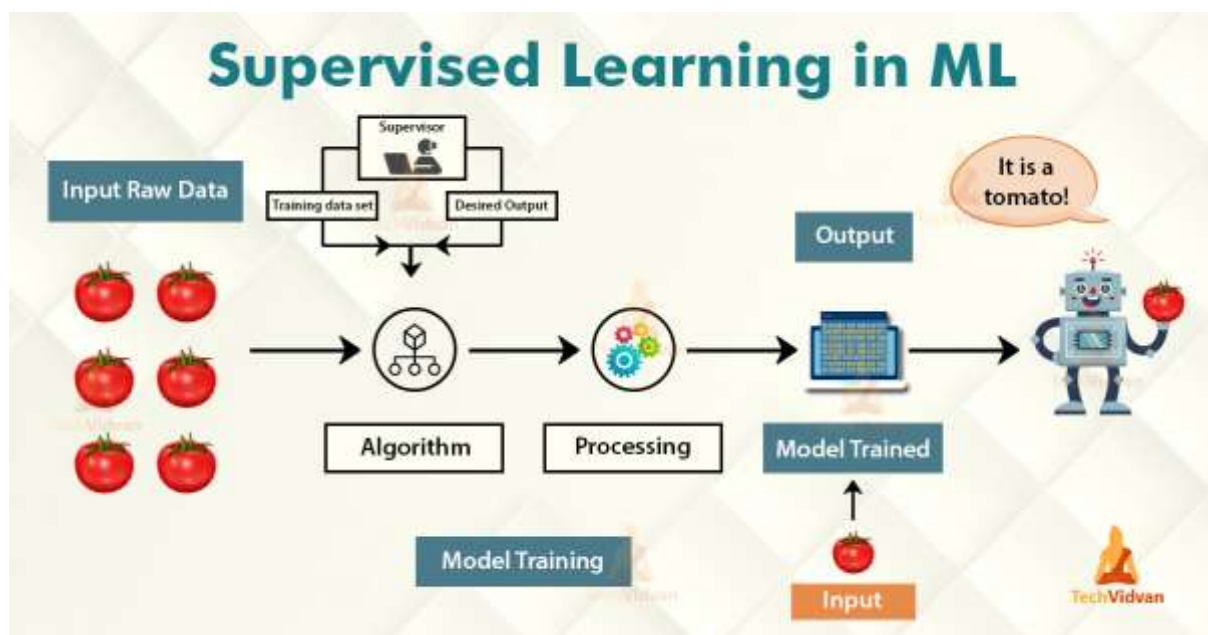 Supervised Learning in ML
Supervisor
Input Raw Data
Training data set
Desired Output
It is a
tomato!
Output
Algorithm
Processing
Model Trained
Model Training
Input
TechVidvan